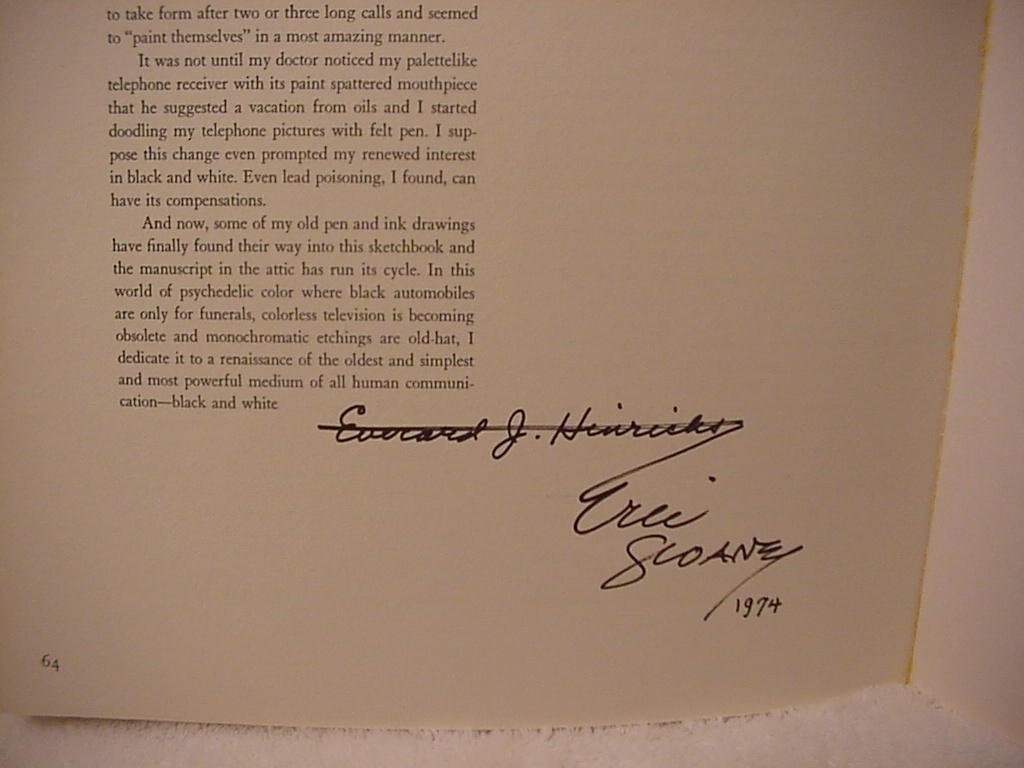 to take form after two or three long calls and seemed
to "paint themselves" in a most amazing manner.
It was not until my doctor noticed my palettelike
telephone receiver with its paint spattered mouthpiece
that he suggested a vacation from oils and I started
doodling my telephone pictures with felt pen. I sup-
pose this change even prompted my renewed interest
in black and white. Even lead poisoning, I found, can
have its compensations.
And now, some of my old pen and ink drawings
have finally found their way into this sketchbook and
the manuscript in the attic has run its cycle. In this
world of psychedelic color where black automobiles
are only for funerals, colorless television is becoming
obsolete and monochromatic etchings are old-hat, I
dedicate it to a renaissance of the oldest and simplest
and most powerful medium of all human communi-
cation—black and white
Everard J. Hinrichs
Eric
SLOANE
1974
64